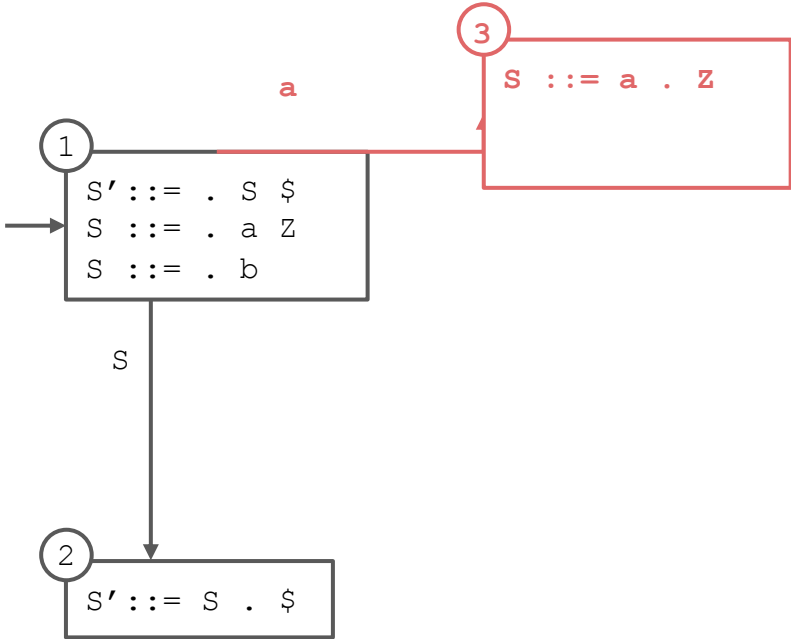 3
S ::= a . Z
a
1
S′::= . S $
S ::= . a Z
S ::= . b
S
2
S′::= S . $